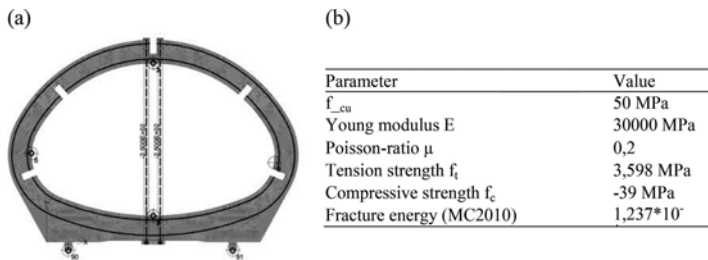 (a)
(b)
Parameter Value
f_cu 50 MPa
Young modulus E 30000 MPa
Poisson-ratio μ 0,2
Tension strength fₜ 3,598 MPa
Compressive strength f꜀ -39 MPa
Fracture energy (MC2010) 1,237*10⁻
90
91